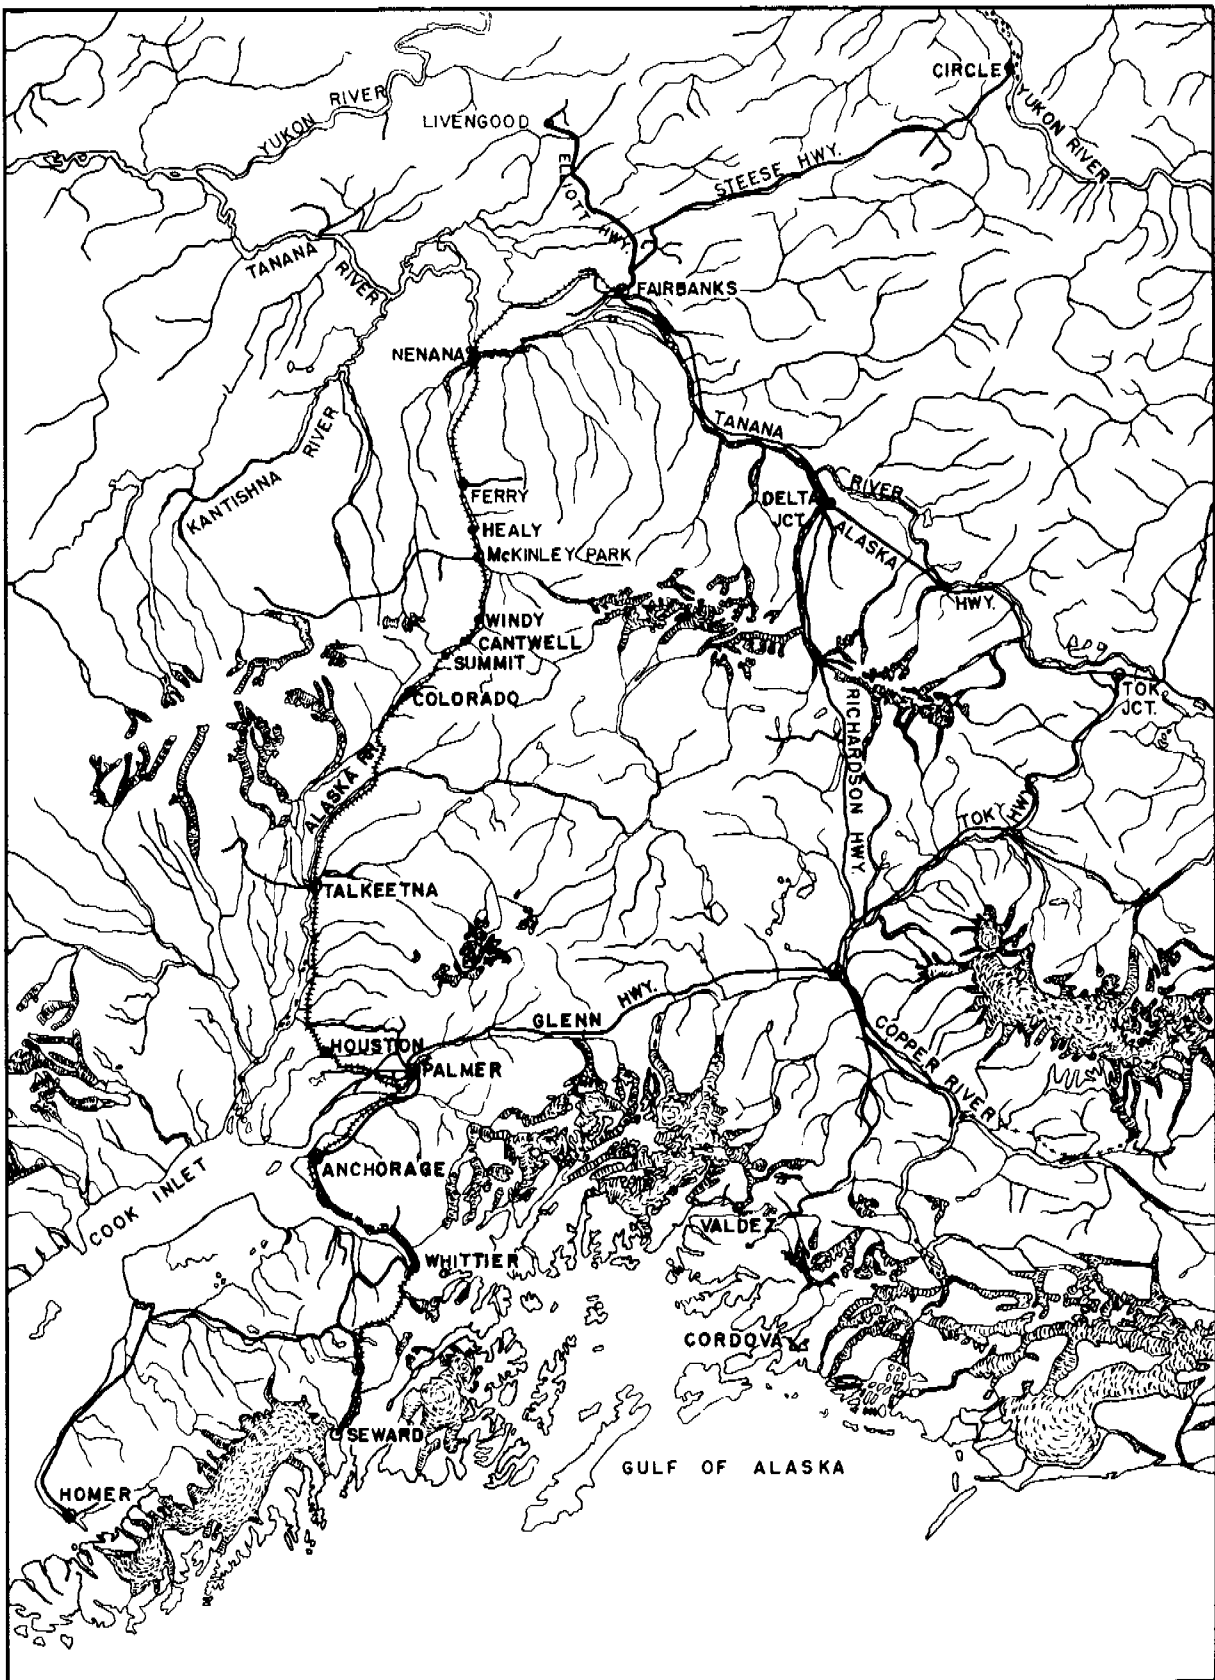 CIRCLE
YUKON RIVER
LIVENGOOD
YUKON RIVER
ELLIOTT HWY.
STEESE HWY.
TANANA RIVER
FAIRBANKS
NENANA
TANANA RIVER
KANTISHNA RIVER
FERRY
DELTA
JCT.
HEALY
McKINLEY PARK
ALASKA HWY.
WINDY
CANTWELL
SUMMIT
COLORADO
TOK
JCT.
RICHARDSON HWY.
ALASKA RR
TOK HWY
TALKEETNA
GLENN HWY.
COPPER RIVER
HOUSTON
PALMER
ANCHORAGE
COOK INLET
VALDEZ
WHITTIER
CORDOVA
SEWARD
GULF OF ALASKA
HOMER